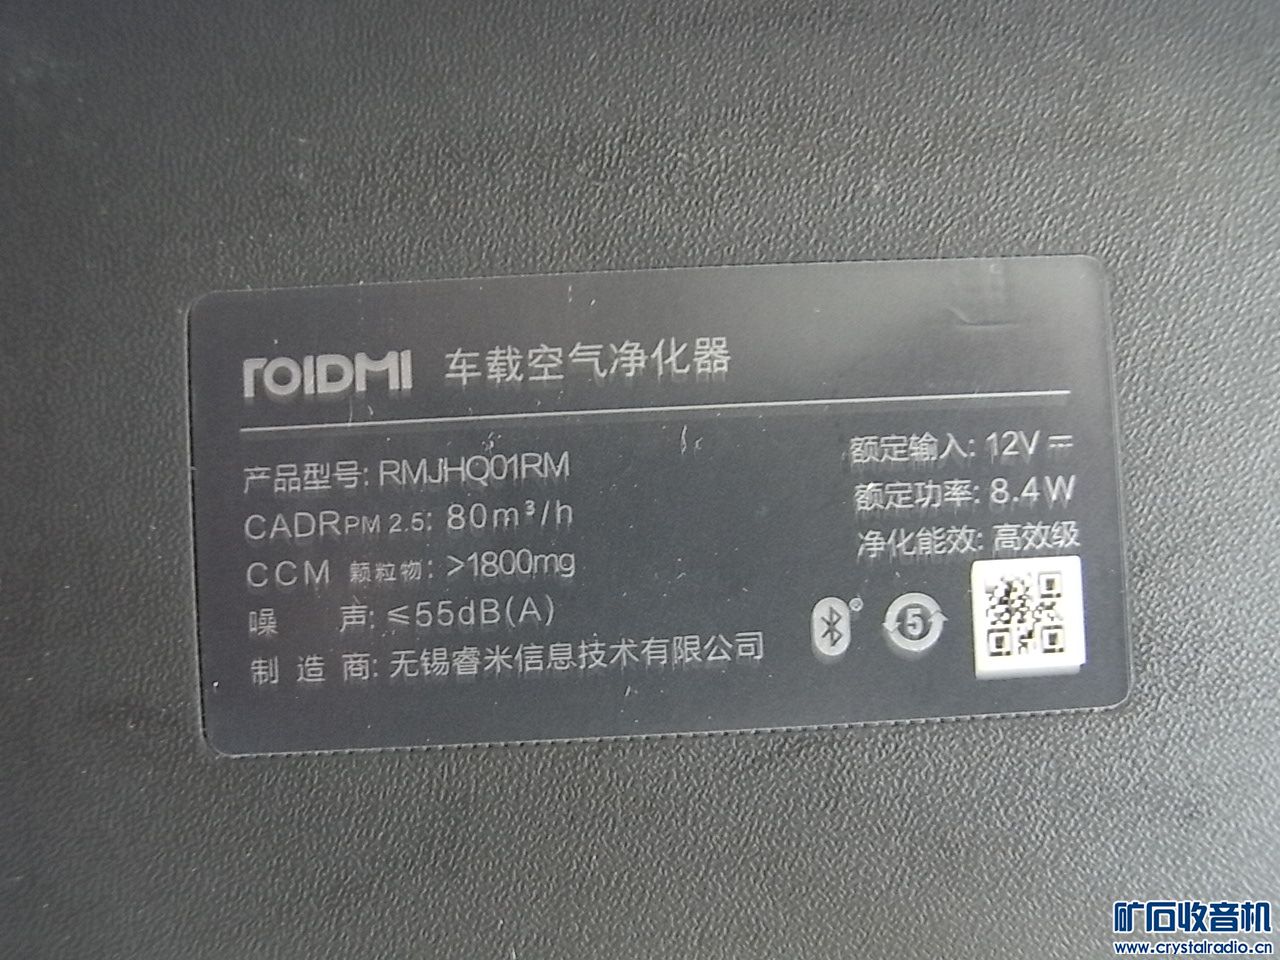 ROIDMI 车载空气净化器
产品型号: RMJHQ01RM
CADR PM 2.5: 80m³/h
CCM 颗粒物: >1800mg
噪 声: ≤55dB(A)
制 造 商: 无锡睿米信息技术有限公司
额定输入: 12V ⎓
额定功率: 8.4W
净化能效: 高效级
5
矿石收音机
www.crystalradio.cn